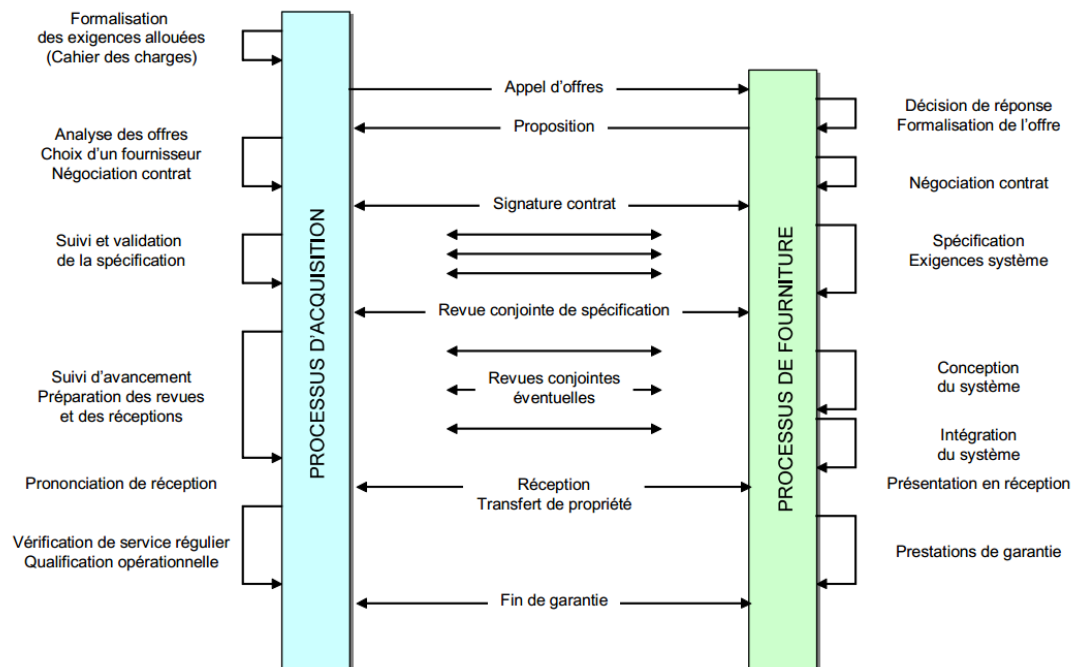 Formalisation
des exigences allouées
(Cahier des charges)
Appel d'offres
Décision de réponse
Formalisation de l'offre
Proposition
Analyse des offres
Choix d'un fournisseur
Négociation contrat
Négociation contrat
Signature contrat
Suivi et validation
de la spécification
Spécification
Exigences système
PROCESSUS D'ACQUISITION
PROCESSUS DE FOURNITURE
Revue conjointe de spécification
Suivi d'avancement
Préparation des revues
et des réceptions
Revues conjointes
éventuelles
Conception
du système
Intégration
du système
Prononciation de réception
Réception
Transfert de propriété
Présentation en réception
Vérification de service régulier
Qualification opérationnelle
Prestations de garantie
Fin de garantie